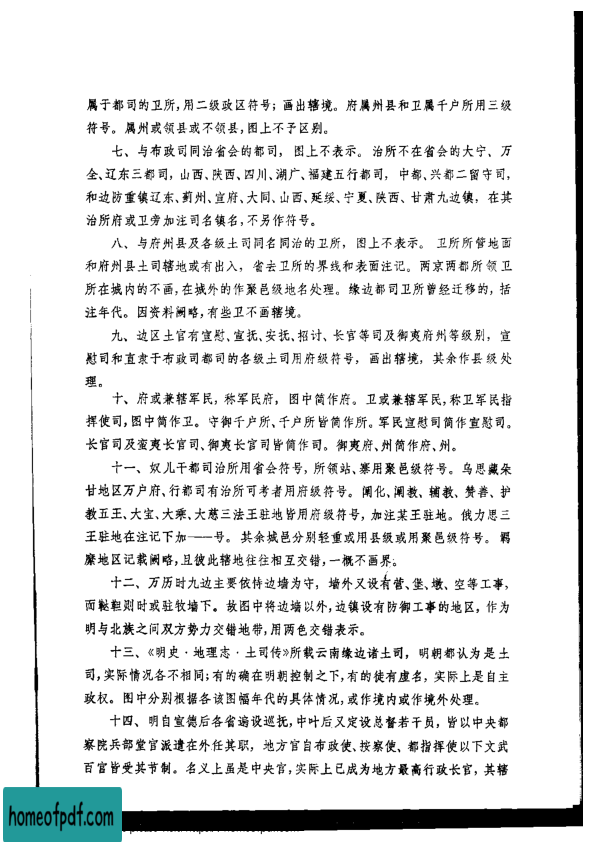 属于都司的卫所，用二级政区符号；画出辖境。府属州县和卫属千户所用三级
符号。属州或领县或不领县，图上不予区别。
七、与布政司同治省会的都司，图上不表示。治所不在省会的大宁、万
全、辽东三都司，山西、陕西、四川、湖广、福建五行都司，中都、兴都二留守司，
和边防重镇辽东、蓟州、宣府、大同、山西、延绥、宁夏、陕西、甘肃九边镇，在其
治所府或卫旁加注司名镇名，不另作符号。
八、与府州县及各级土司同名同治的卫所，图上不表示。卫所所管地面
和府州县土司辖地或有出入，省去卫所的界线和表面注记。两京两都所领卫
所在城内的不画，在城外的作聚邑级地名处理。缘边都司卫所曾经迁移的，括
注年代。因资料阙略，有些卫不画辖境。
九、边区土官有宣慰、宣抚、安抚、招讨、长官等司及御夷府州等级别，宣
慰司和直隶于布政司都司的各级土司用府级符号，画出辖境，其余作县级处
理。
十、府或兼辖军民，称军民府，图中简作府。卫或兼辖军民，称卫军民指
挥使司，图中简作卫。守御千户所、千户所皆简作所。军民宣慰司简作宣慰司。
长官司及蛮夷长官司、御夷长官司皆简作司。御夷府、州简作府、州。
十一、奴儿干都司治所用省会符号，所领站、寨用聚邑级符号。乌思藏朵
甘地区万户府、行都司有治所可考者用府级符号。阐化、阐教、辅教、赞善、护
教五王、大宝、大乘、大慈三法王驻地皆用府级符号，加注某王驻地。俄力思三
王驻地在注记下加——号。其余城邑分别轻重或用县级或用聚邑级符号。羁
縻地区记载阙略，且彼此辖地往往相互交错，一概不画界。
十二、万历时九边主要依恃边墙为守，墙外又设有营、堡、墩、空等工事，
而鞑靼则时或驻牧墙下。故图中将边墙以外，边镇设有防御工事的地区，作为
明与北族之间双方势力交错地带，用两色交错表示。
十三、《明史·地理志·土司传》所载云南缘边诸土司，明朝都认为是土
司，实际情况各不相同；有的确在明朝控制之下，有的徒有虚名，实际上是自主
政权。图中分别根据各该图幅年代的具体情况，或作境内或作境外处理。
十四、明自宣德后各省遍设巡抚，中叶后又定设总督若干员，皆以中央都
察院兵部堂官派遣在外任其职，地方官自布政使、按察使、都指挥使以下文武
百官皆受其节制。名义上虽是中央官，实际上已成为地方最高行政长官，其辖
homeofpdf.com